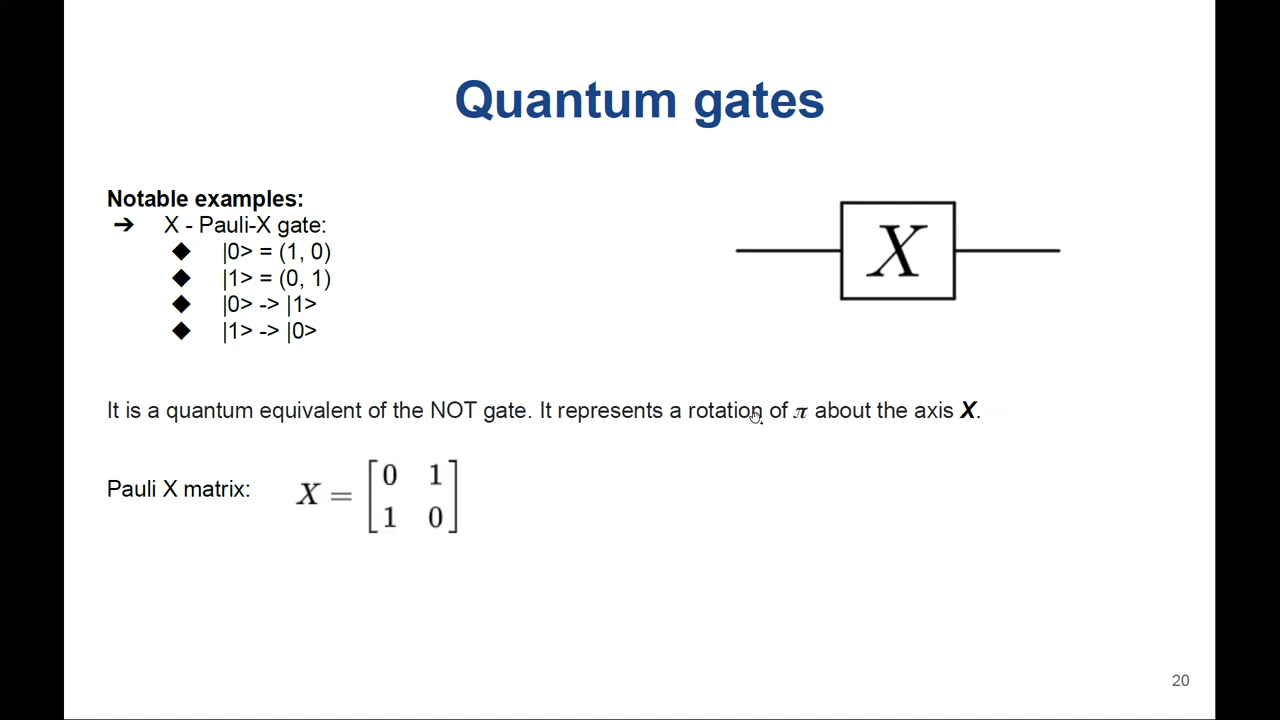 Quantum gates
Notable examples:
➔ X - Pauli-X gate:
◆ |0> = (1, 0)
◆ |1> = (0, 1)
◆ |0> -> |1>
◆ |1> -> |0>
X
It is a quantum equivalent of the NOT gate. It represents a rotation of π about the axis X.
Pauli X matrix: X = [0 1
1 0]
20